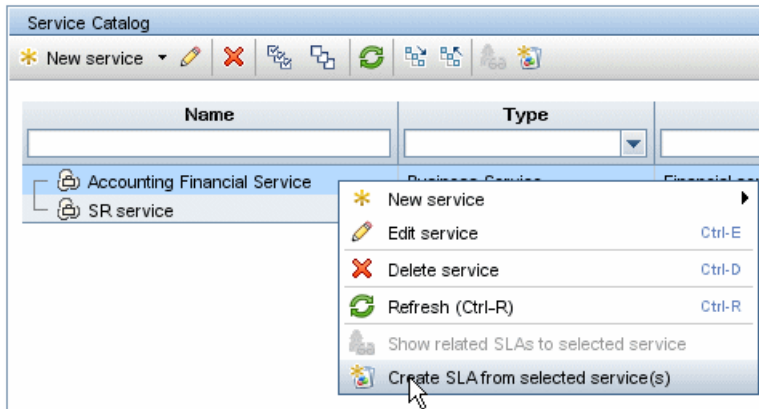 Service Catalog
New service
Name Type
Accounting Financial Service
SR service
New service
Edit service Ctrl-E
Delete service Ctrl-D
Refresh (Ctrl-R) Ctrl-R
Show related SLAs to selected service
Create SLA from selected service(s)